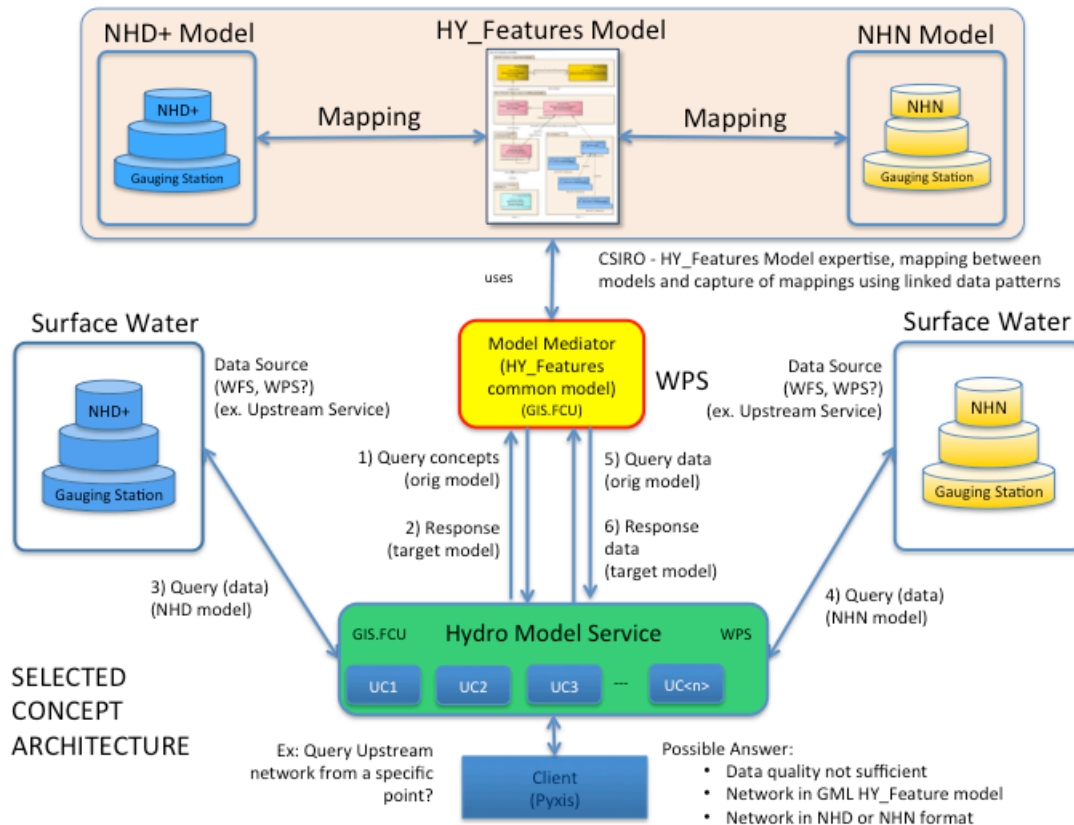 NHD+ Model
HY_Features Model
NHN Model
NHD+
Gauging Station
Mapping
Mapping
NHN
Gauging Station
uses
CSIRO - HY_Features Model expertise, mapping between
models and capture of mappings using linked data patterns
Surface Water
NHD+
Gauging Station
Data Source
(WFS, WPS?)
(ex. Upstream Service)
Model Mediator
(HY_Features
common model)
(GIS.FCU)
WPS
Data Source
(WFS, WPS?)
(ex. Upstream Service)
Surface Water
NHN
Gauging Station
1) Query concepts
(orig model)
2) Response
(target model)
5) Query data
(orig model)
6) Response
data
(target model)
3) Query (data)
(NHD model)
4) Query (data)
(NHN model)
GIS.FCU
Hydro Model Service
WPS
UC1
UC2
UC3
---
UC<n>
SELECTED
CONCEPT
ARCHITECTURE
Ex: Query Upstream
network from a specific
point?
Client
(Pyxis)
Possible Answer:
• Data quality not sufficient
• Network in GML HY_Feature model
• Network in NHD or NHN format